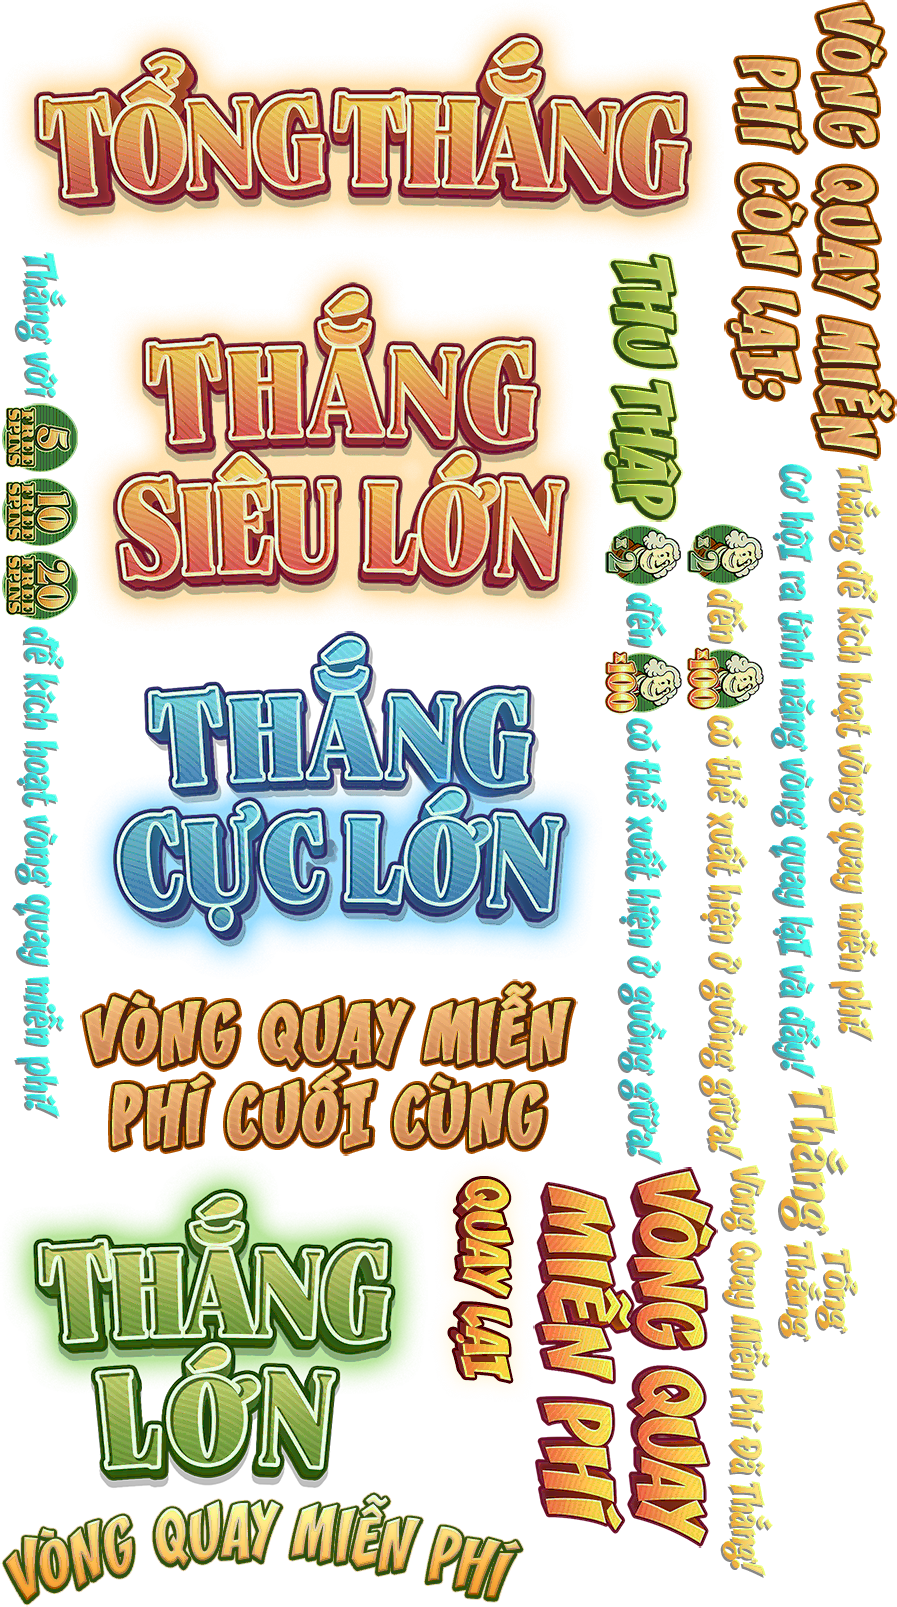 TỔNG THẮNG
THẮNG
SIÊU LỚN
THẮNG
CỰC LỚN
VÒNG QUAY MIỄN
PHÍ CUỐI CÙNG
THẮNG
LỚN
VÒNG QUAY MIỄN PHÍ
VÒNG QUAY MIỄN
PHÍ CÒN LẠI:
THU THẬP
Thắng với 5 FREE SPINS 10 FREE SPINS 20 FREE SPINS để kích hoạt vòng quay miễn phí!
Thắng để kích hoạt vòng quay miễn phí!
Cơ hội ra tính năng vòng quay lại và đấy!
x2 đến x100 có thể xuất hiện ở guồng giữa!
x2 đến x100 có thể xuất hiện ở guồng giữa!
Thắng
Tổng
Thắng
Vòng Quay Miễn Phí Đã Thắng!
VÒNG QUAY
MIỄN PHÍ
QUAY LẠI